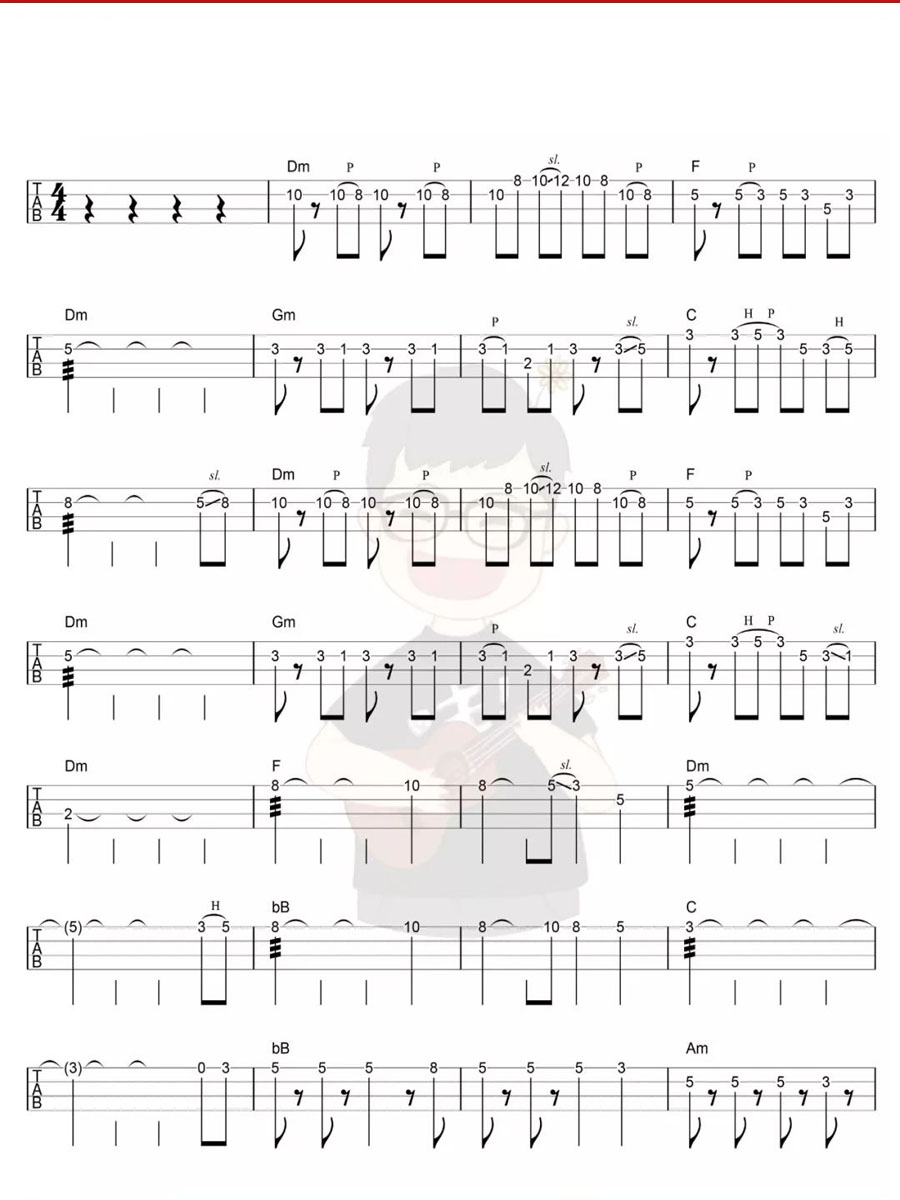 Dm P P sl. P F P
T A B 4 4 10 10 8 10 10 8 10 8 10 12 10 8 10 8 5 5 3 5 3 5 3
Dm Gm P sl. C H P H
T A B 5 3 3 1 3 3 1 3 1 2 1 3 3 5 3 3 5 3 5 3 5
sl. Dm P P sl. P F P
T A B 8 5 8 10 10 8 10 10 8 10 8 10 12 10 8 10 8 5 5 3 5 3 5 3
Dm Gm P sl. C H P sl.
T A B 5 3 3 1 3 3 1 3 1 2 1 3 3 5 3 3 5 3 5 3 1
Dm F sl. Dm
T A B 2 8 10 8 5 3 5 5
H bB C
T A B (5) 3 5 8 10 8 10 8 5 3
bB Am
T A B (3) 0 3 5 5 5 8 5 5 5 3 5 5 5 3